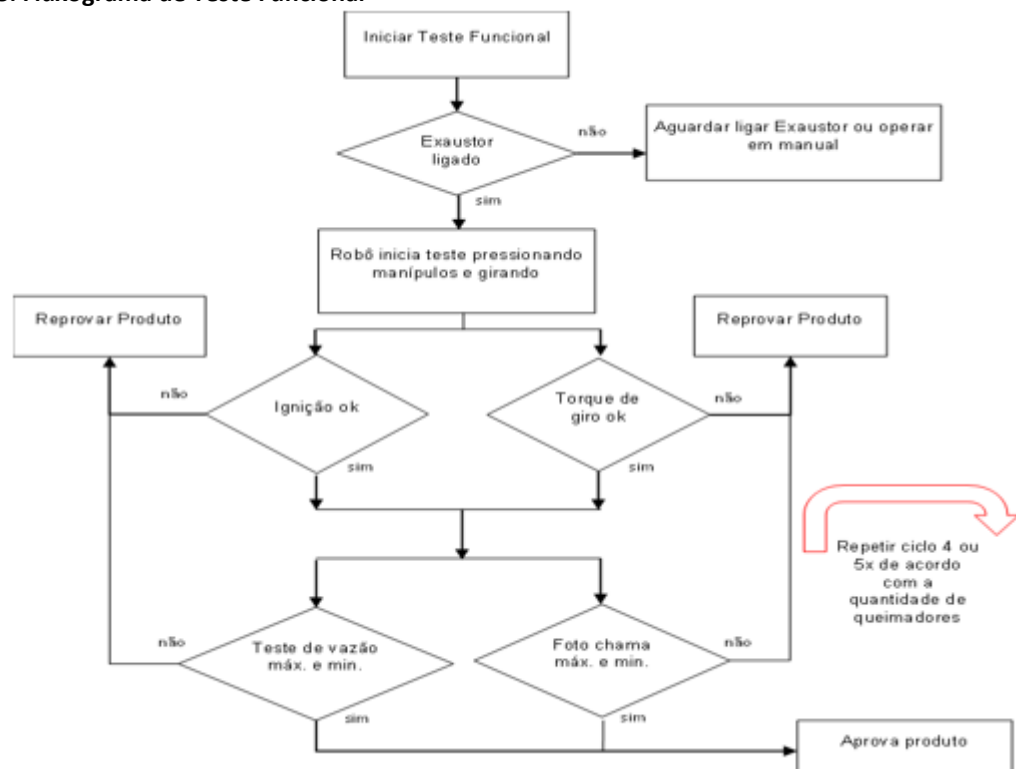 Iniciar Teste Funcional
Exaustor
ligado
não
Aguardar ligar Exaustor ou operar
em manual
sim
Robô inicia teste pressionando
manípulos e girando
Reprovar Produto
Reprovar Produto
não
Ignição ok
Torque de
giro ok
não
sim
sim
Repetir ciclo 4 ou
5x de acordo
com a
quantidade de
queimadores
não
Teste de vazão
máx. e min.
Foto chama
máx. e min.
não
sim
sim
Aprova produto